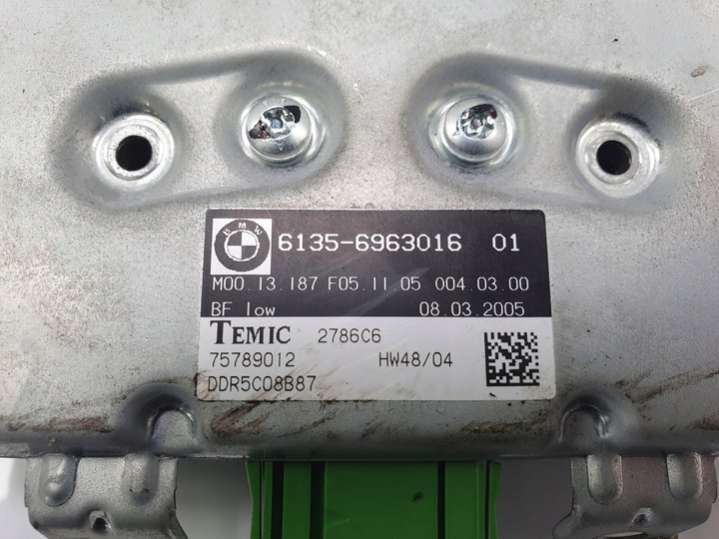 BMW 6135-6963016 01
M00.13.187 F05.11.05 004.03.00
BF low 08.03.2005
TEMIC 2786C6
75789012 HW48/04
DDR5C08B87